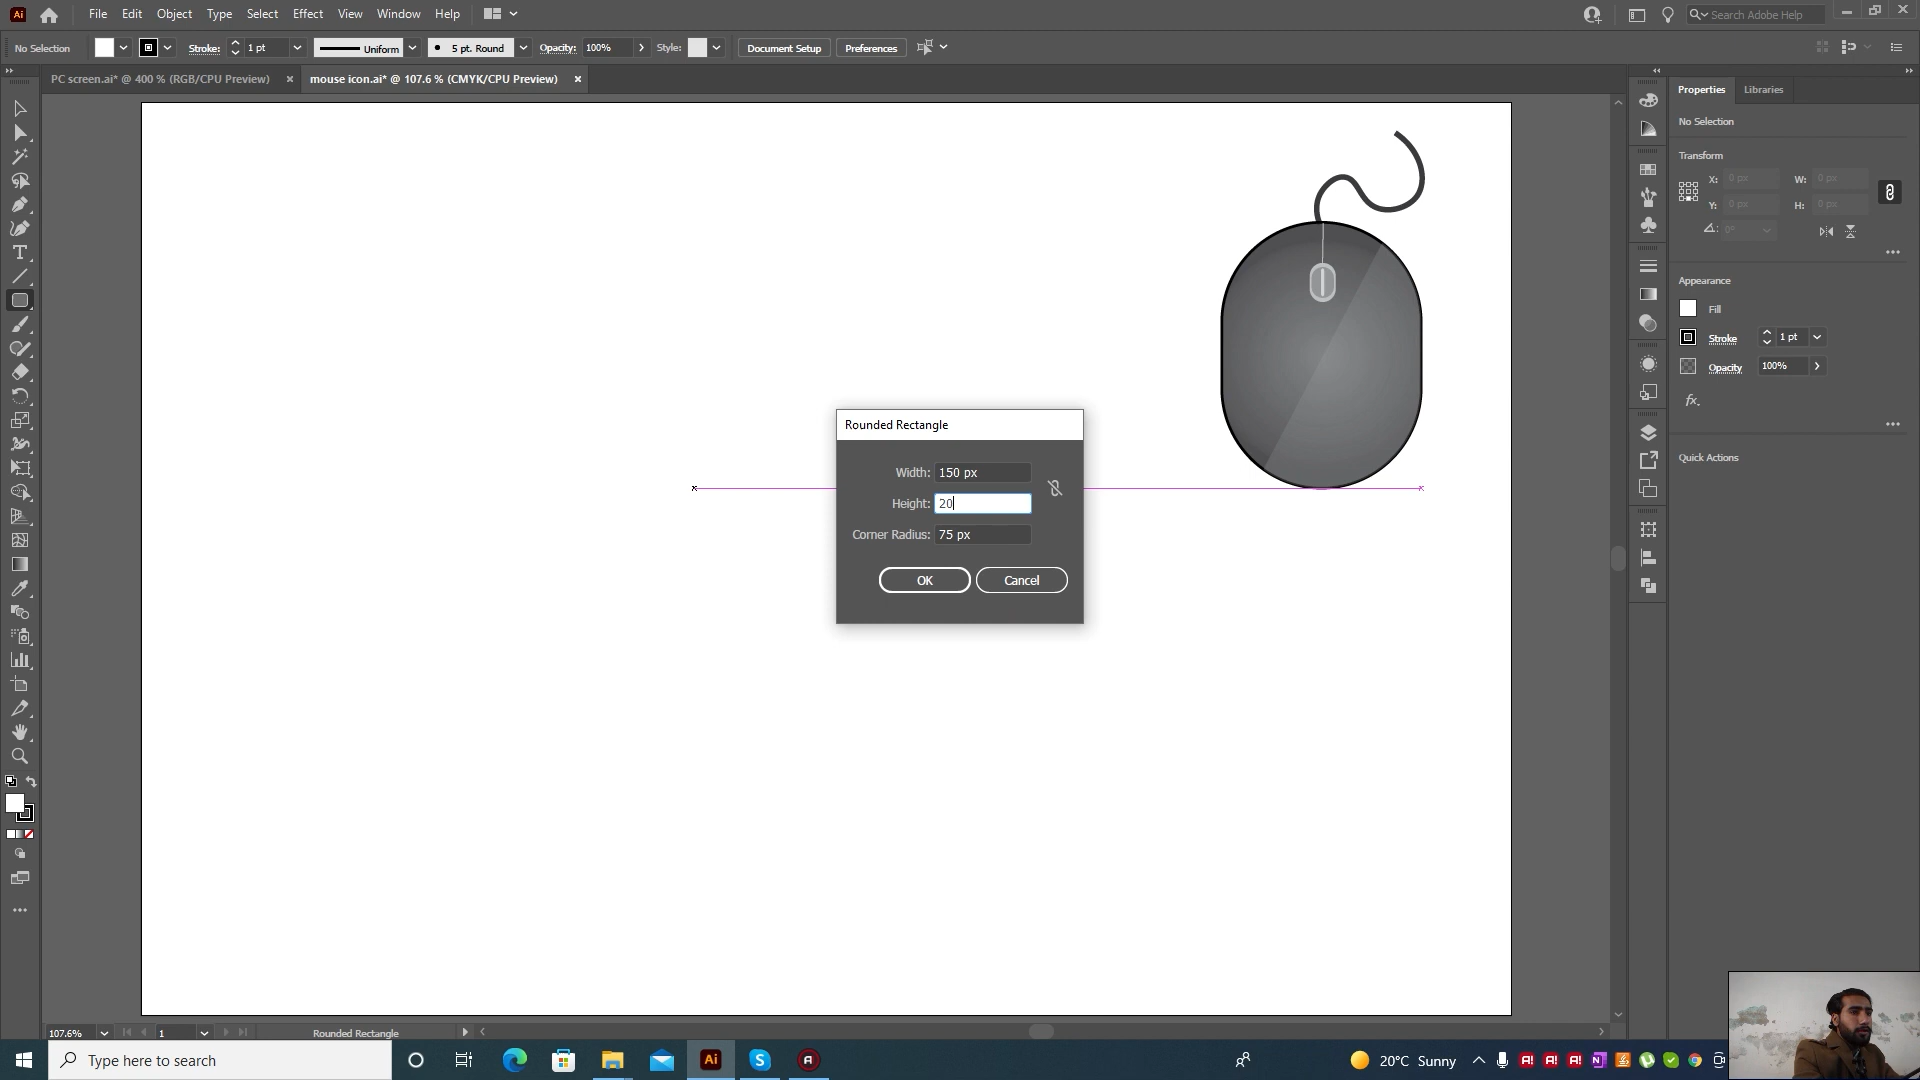 Ai File Edit Object Type Select Effect View Window Help Search Adobe Help
No Selection Stroke: 1 pt Uniform 5 pt. Round Opacity: 100% Style: Document Setup Preferences
PC screen.ai* @ 400 % (RGB/CPU Preview) mouse icon.ai* @ 107.6 % (CMYK/CPU Preview)
Properties Libraries
No Selection
Transform
X: 0 px W: 0 px
Y: 0 px H: 0 px
0°
Appearance
Fill
Stroke 1 pt
Opacity 100%
fx.
Quick Actions
Rounded Rectangle
Width: 150 px
Height: 20
Corner Radius: 75 px
OK Cancel
107.6% 1 Rounded Rectangle
Type here to search Ai 20°C Sunny